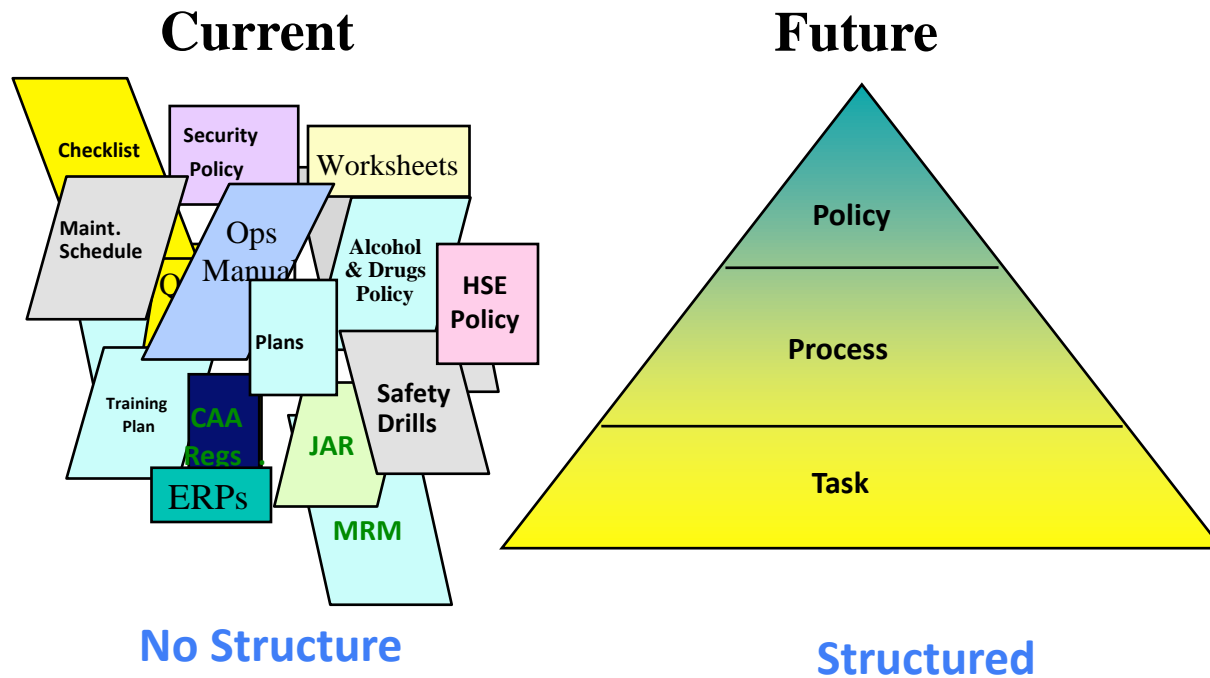 Current
Future
Checklist
Security
Policy
Worksheets
Maint.
Schedule
Ops
Manual
Alcohol
& Drugs
Policy
HSE
Policy
Plans
Training
Plan
CAA
Regs .
JAR
Safety
Drills
ERPs
MRM
Policy
Process
Task
No Structure
Structured